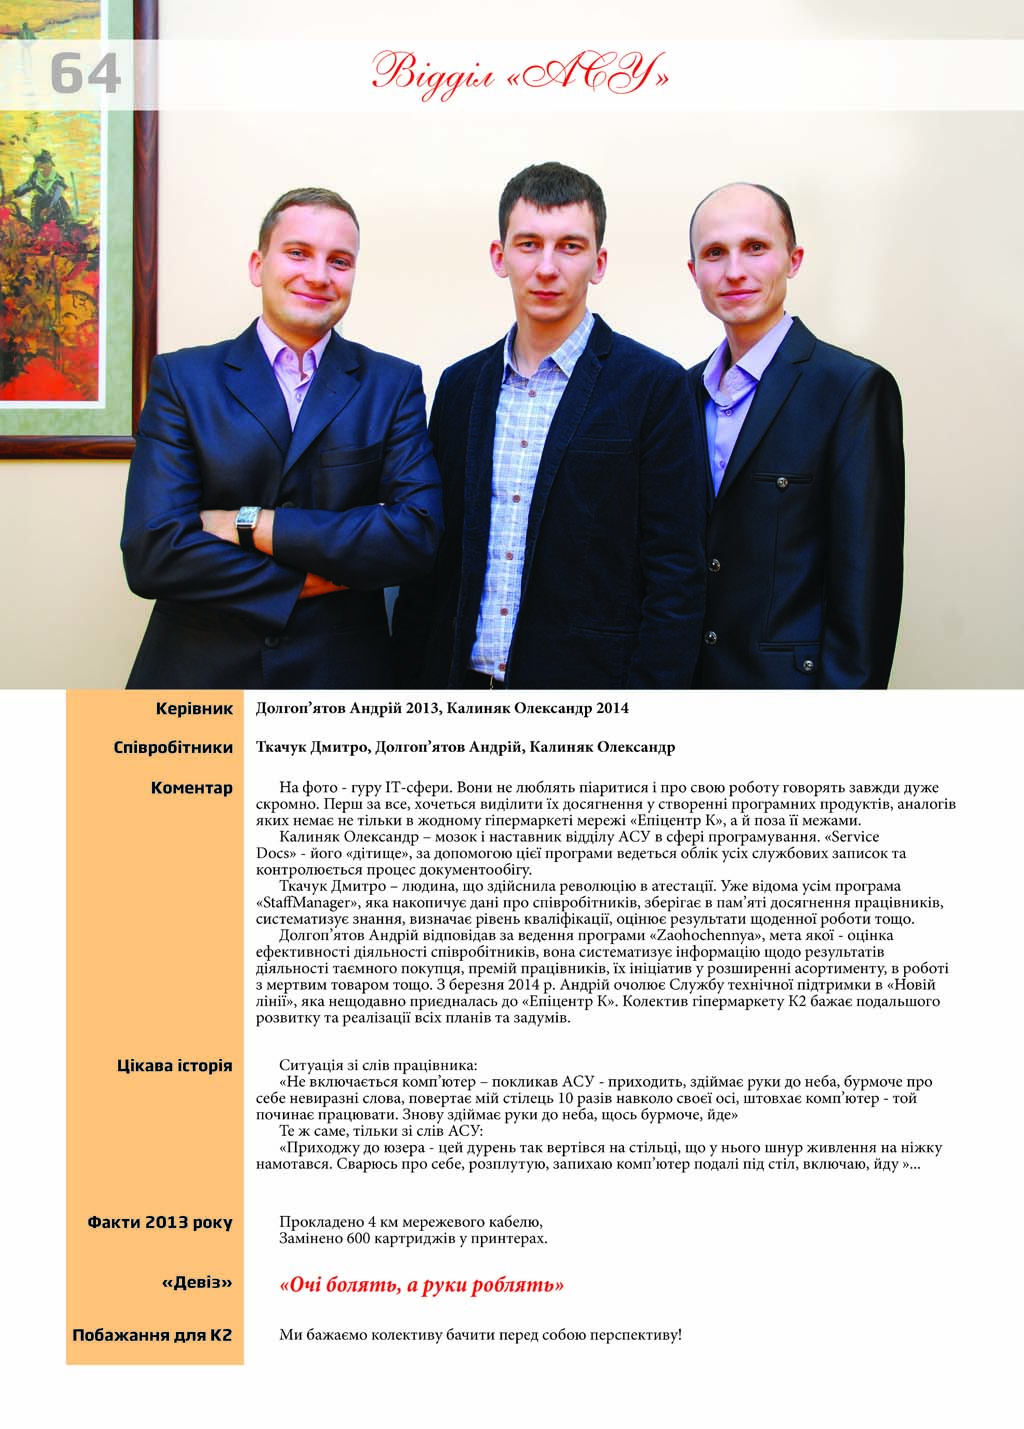 64
Відділ «АСУ»
Керівник
Долгоп’ятов Андрій 2013, Калиняк Олександр 2014
Співробітники
Ткачук Дмитро, Долгоп’ятов Андрій, Калиняк Олександр
Коментар
На фото - гуру IT-сфери. Вони не люблять піаритися і про свою роботу говорять завжди дуже
скромно. Перш за все, хочеться виділити їх досягнення у створенні програмних продуктів, аналогів
яких немає не тільки в жодному гіпермаркеті мережі «Епіцентр К», а й поза її межами.
Калиняк Олександр – мозок і наставник відділу АСУ в сфері програмування. «Service
Docs» - його «дітище», за допомогою цієї програми ведеться облік усіх службових записок та
контролюється процес документообігу.
Ткачук Дмитро – людина, що здійснила революцію в атестації. Уже відома усім програма
«StaffManager», яка накопичує дані про співробітників, зберігає в пам’яті досягнення працівників,
систематизує знання, визначає рівень кваліфікації, оцінює результати щоденної роботи тощо.
Долгоп’ятов Андрій відповідав за ведення програми «Zaohochennya», мета якої - оцінка
ефективності діяльності співробітників, вона систематизує інформацію щодо результатів
діяльності таємного покупця, премій працівників, їх ініціатив у розширенні асортименту, в роботі
з мертвим товаром тощо. З березня 2014 р. Андрій очолює Службу технічної підтримки в «Новій
лінії», яка нещодавно приєдналась до «Епіцентр К». Колектив гіпермаркету К2 бажає подальшого
розвитку та реалізації всіх планів та задумів.
Цікава історія
Ситуація зі слів працівника:
«Не включається комп’ютер – покликав АСУ - приходить, здіймає руки до неба, бурмоче про
себе невиразні слова, повертає мій стілець 10 разів навколо своєї осі, штовхає комп’ютер - той
починає працювати. Знову здіймає руки до неба, щось бурмоче, йде»
Те ж саме, тільки зі слів АСУ:
«Приходжу до юзера - цей дурень так вертівся на стільці, що у нього шнур живлення на ніжку
намотався. Сварюсь про себе, розплутую, запихаю комп’ютер подалі під стіл, включаю, йду »...
Факти 2013 року
Прокладено 4 км мережевого кабелю,
Замінено 600 картриджів у принтерах.
«Девіз»
«Очі болять, а руки роблять»
Побажання для К2
Ми бажаємо колективу бачити перед собою перспективу!